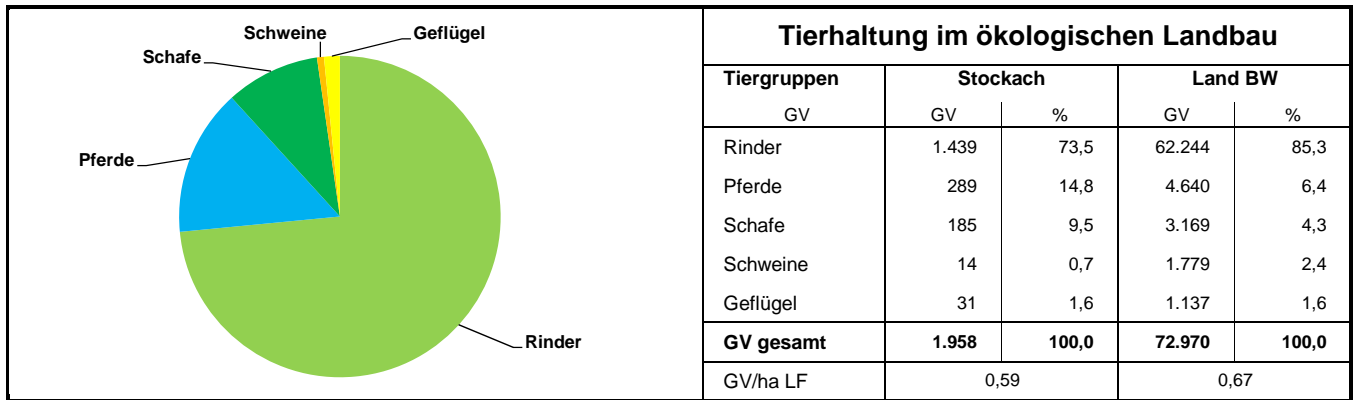 Schweine
Geflügel
Schafe
Pferde
Rinder
Tierhaltung im ökologischen Landbau
Tiergruppen Stockach Land BW
GV GV % GV %
Rinder 1.439 73,5 62.244 85,3
Pferde 289 14,8 4.640 6,4
Schafe 185 9,5 3.169 4,3
Schweine 14 0,7 1.779 2,4
Geflügel 31 1,6 1.137 1,6
GV gesamt 1.958 100,0 72.970 100,0
GV/ha LF 0,59 0,67